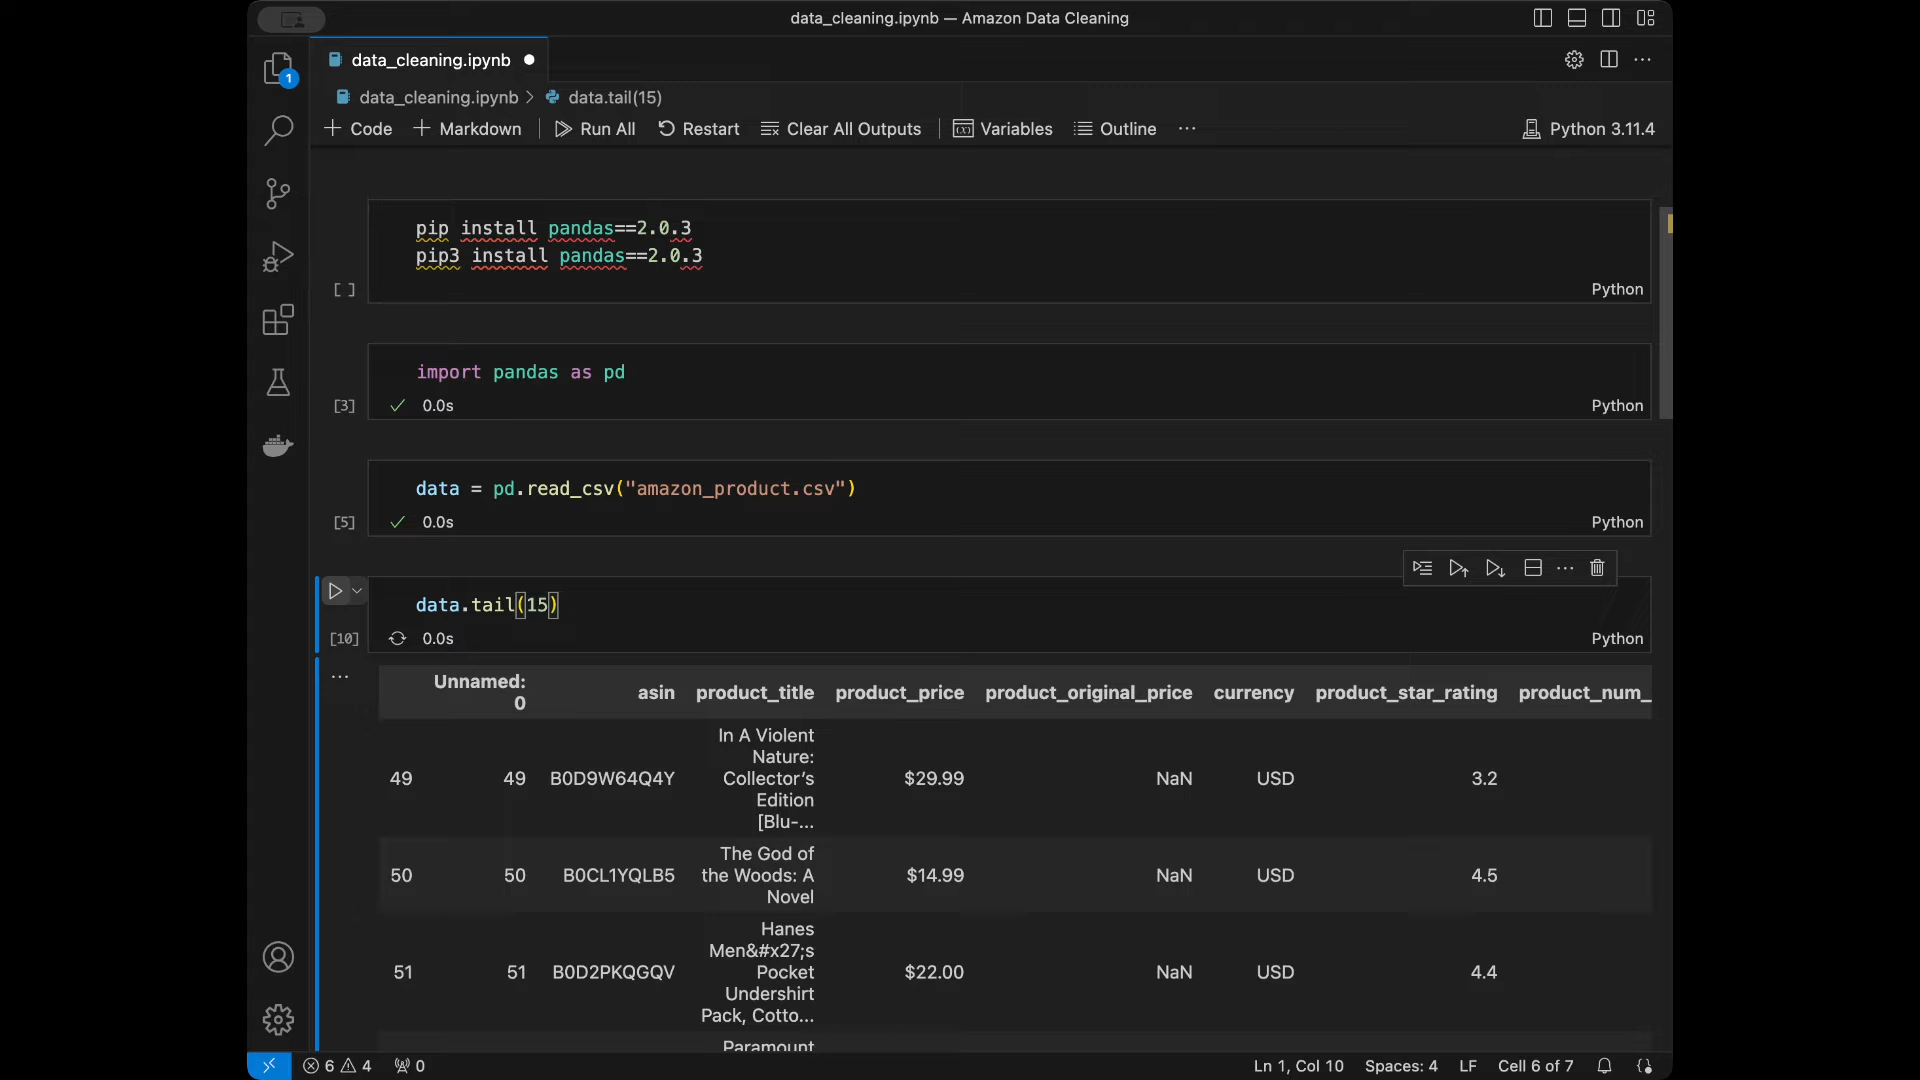 data_cleaning.ipynb — Amazon Data Cleaning
data_cleaning.ipynb
1
data_cleaning.ipynb > data.tail(15)
+ Code + Markdown Run All Restart Clear All Outputs Variables Outline ... Python 3.11.4
pip install pandas==2.0.3
pip3 install pandas==2.0.3
[ ] Python
import pandas as pd
[3] 0.0s Python
data = pd.read_csv("amazon_product.csv")
[5] 0.0s Python
data.tail(15)
[10] 0.0s Python
Unnamed: 0 asin product_title product_price product_original_price currency product_star_rating product_num_
49 49 B0D9W64Q4Y In A Violent Nature: Collector's Edition [Blu-... $29.99 NaN USD 3.2
50 50 B0CL1YQLB5 The God of the Woods: A Novel $14.99 NaN USD 4.5
51 51 B0D2PKQGQV Hanes Men&#x27;s Pocket Undershirt Pack, Cotto... $22.00 NaN USD 4.4
Paramount
6 4 0 Ln 1, Col 10 Spaces: 4 LF Cell 6 of 7